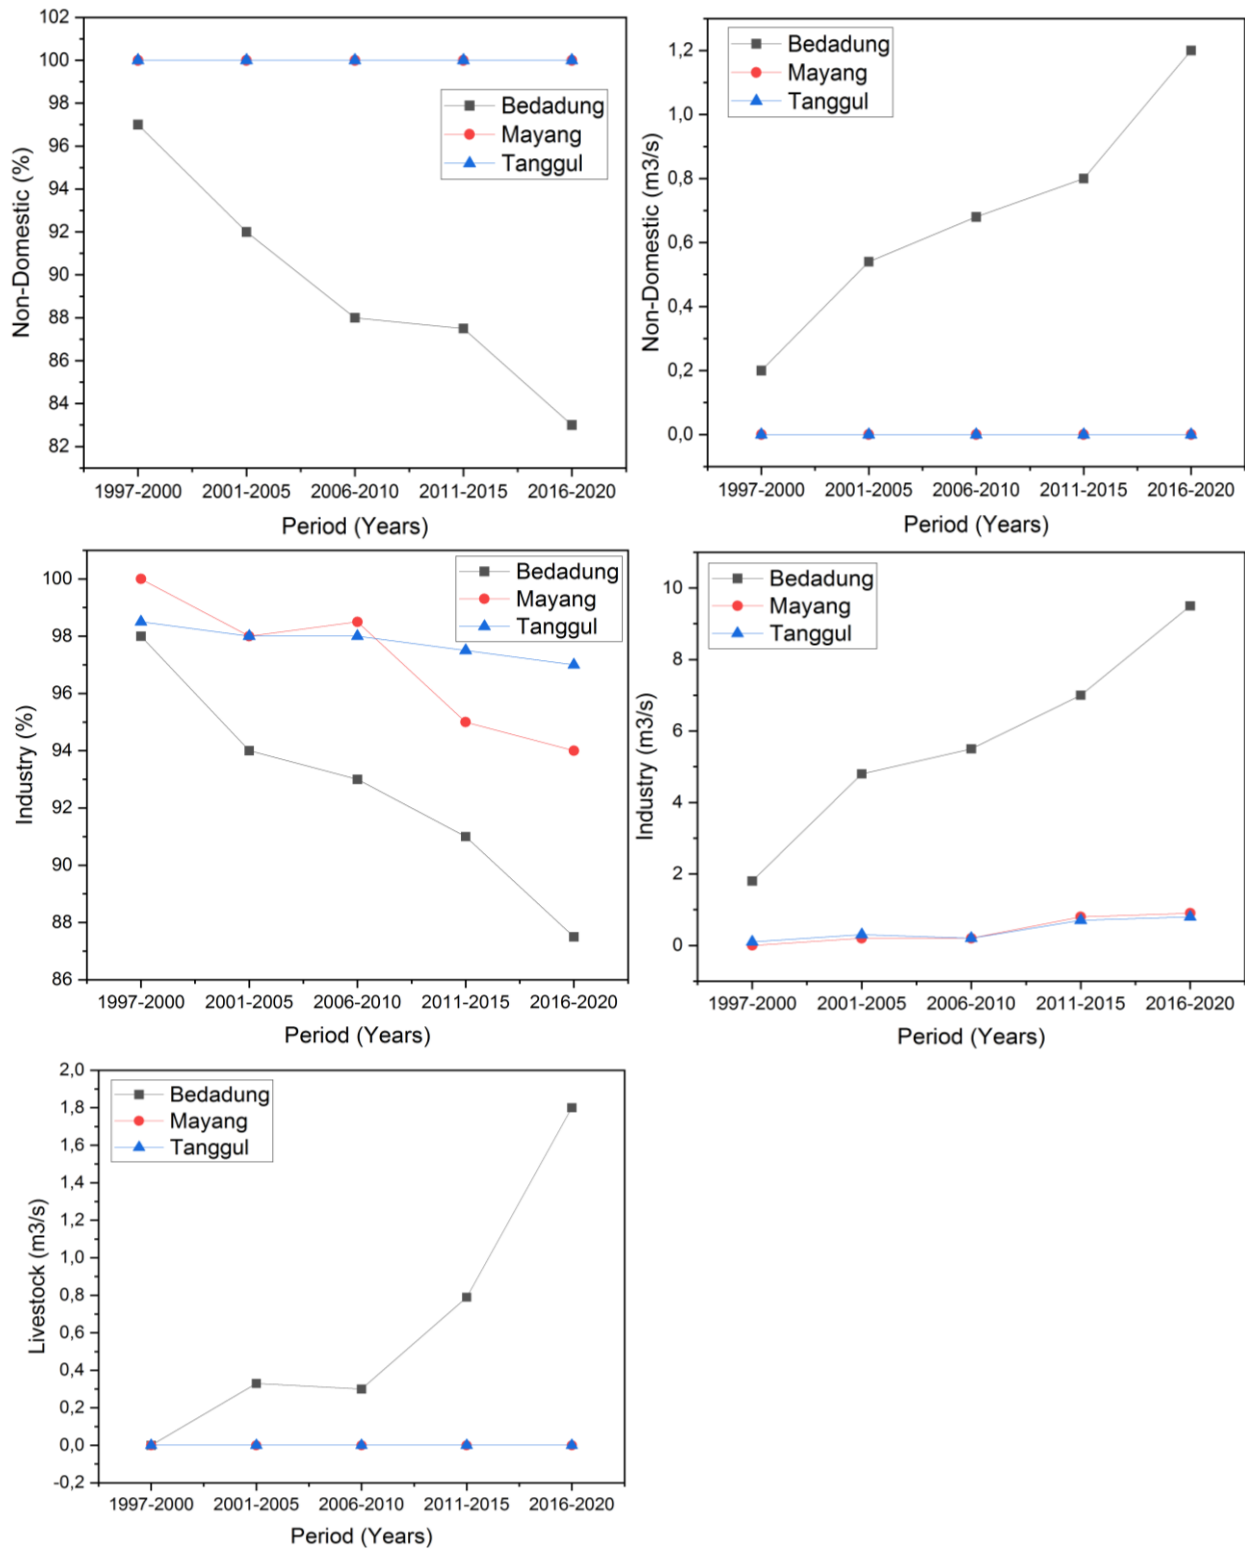 102
100
98
96
94
92
90
88
86
84
82
Non-Domestic (%)
Bedadung
Mayang
Tanggul
1997-2000 2001-2005 2006-2010 2011-2015 2016-2020
Period (Years)
1,2
1,0
0,8
0,6
0,4
0,2
0,0
Non-Domestic (m3/s)
Bedadung
Mayang
Tanggul
1997-2000 2001-2005 2006-2010 2011-2015 2016-2020
Period (Years)
100
98
96
94
92
90
88
86
Industry (%)
Bedadung
Mayang
Tanggul
1997-2000 2001-2005 2006-2010 2011-2015 2016-2020
Period (Years)
10
8
6
4
2
0
Industry (m3/s)
Bedadung
Mayang
Tanggul
1997-2000 2001-2005 2006-2010 2011-2015 2016-2020
Period (Years)
2,0
1,8
1,6
1,4
1,2
1,0
0,8
0,6
0,4
0,2
0,0
-0,2
Livestock (m3/s)
Bedadung
Mayang
Tanggul
1997-2000 2001-2005 2006-2010 2011-2015 2016-2020
Period (Years)